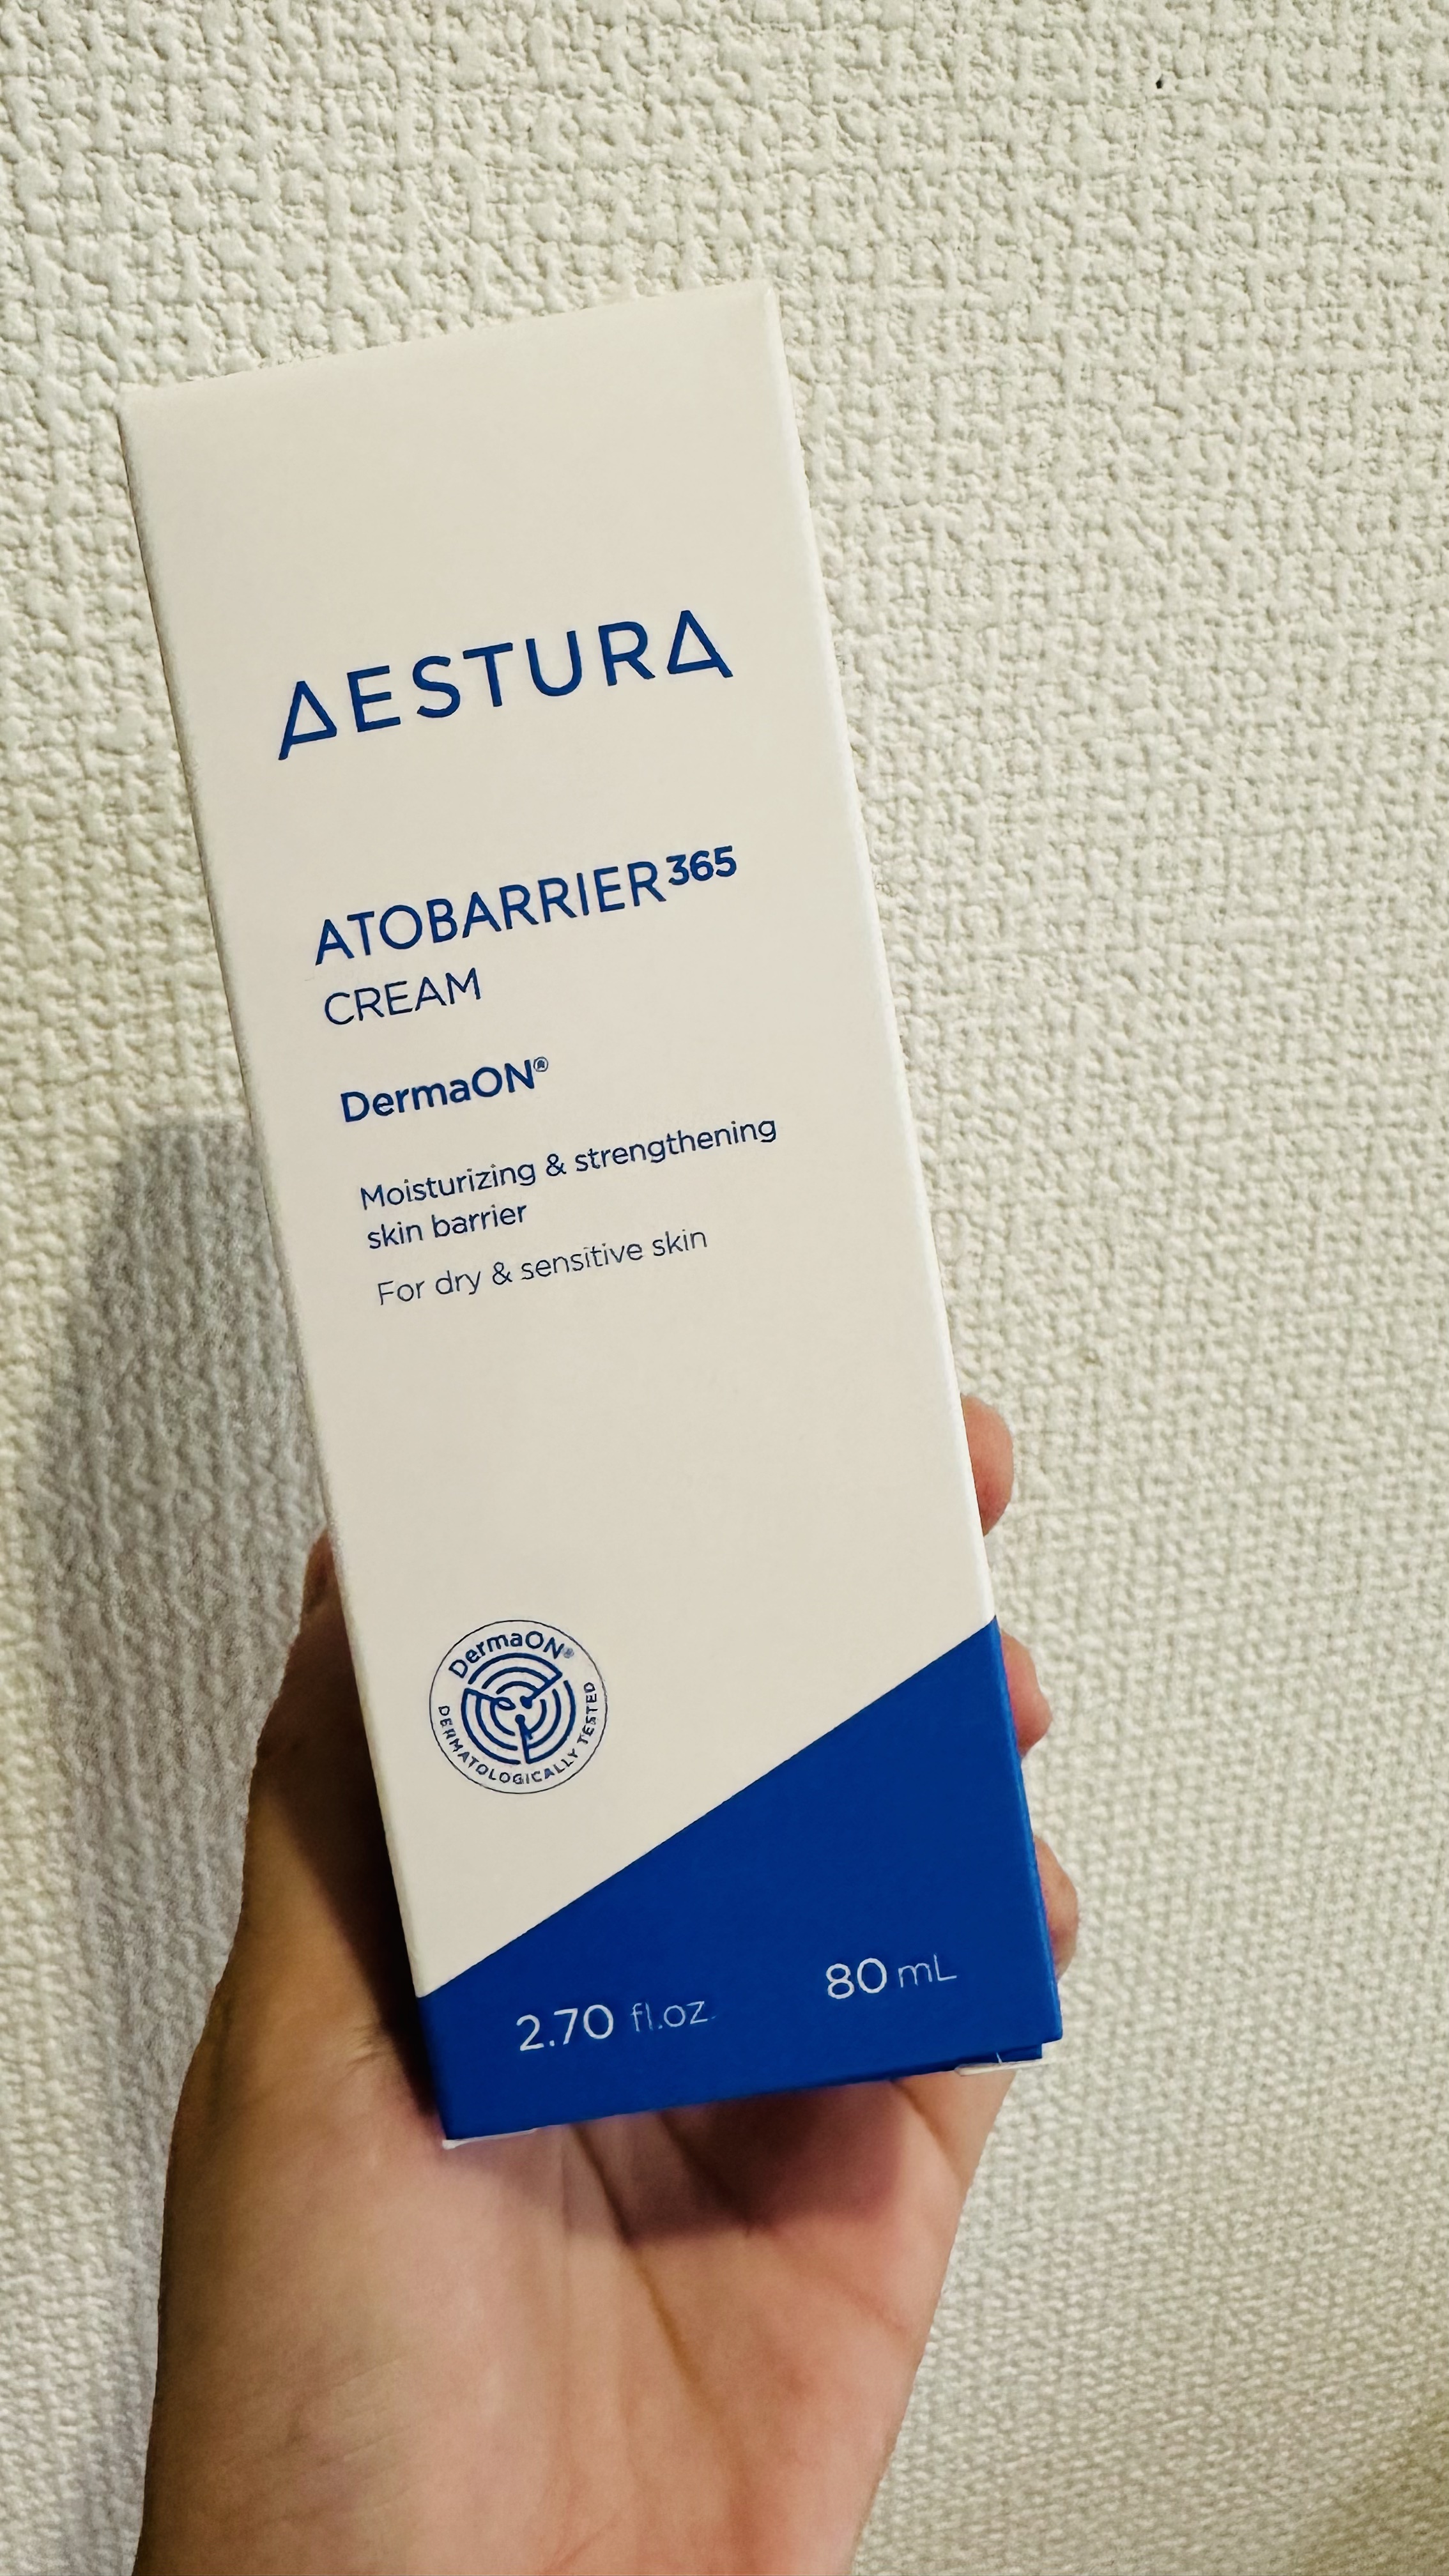 AESTURA
ATOBARRIER365
CREAM
DermaON®
Moisturizing & strengthening
skin barrier
For dry & sensitive skin
DermaON®
DERMATOLOGICALLY TESTED
2.70 fl.oz. 80 mL